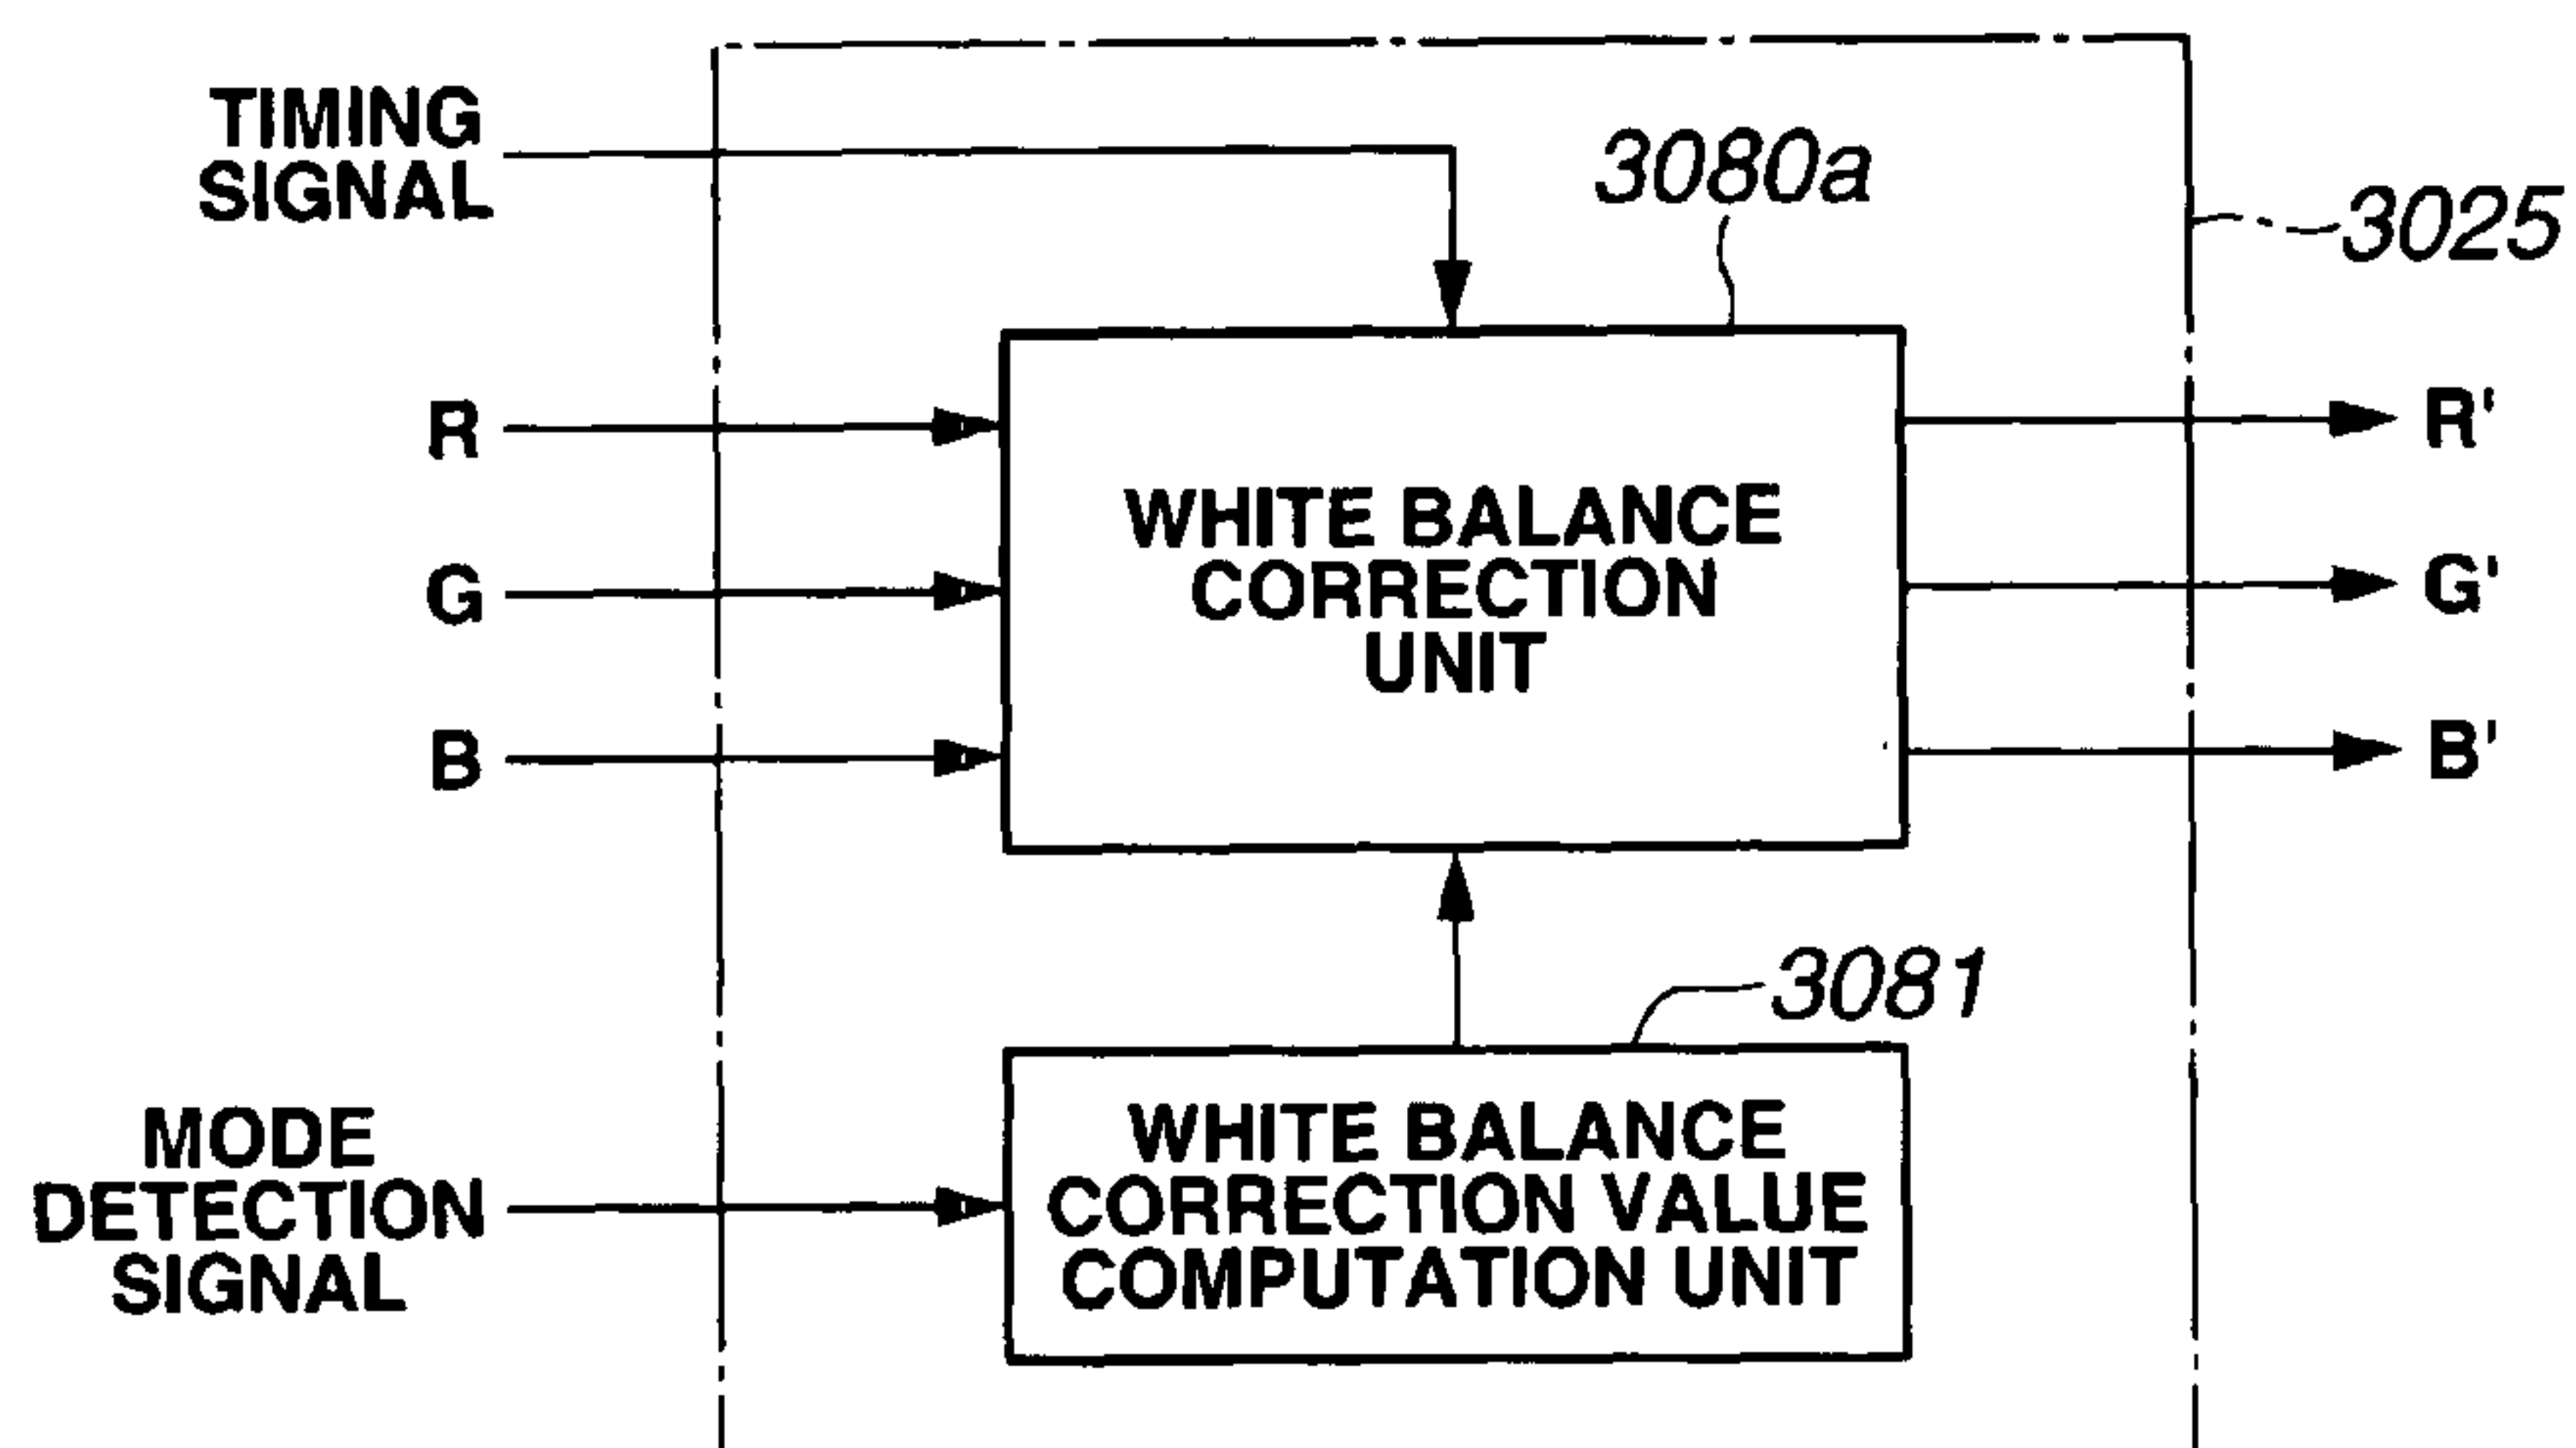 TIMING
SIGNAL
3080a
3025
R
R'
WHITE BALANCE
CORRECTION
UNIT
G
G'
B
B'
3081
MODE
DETECTION
SIGNAL
WHITE BALANCE
CORRECTION VALUE
COMPUTATION UNIT